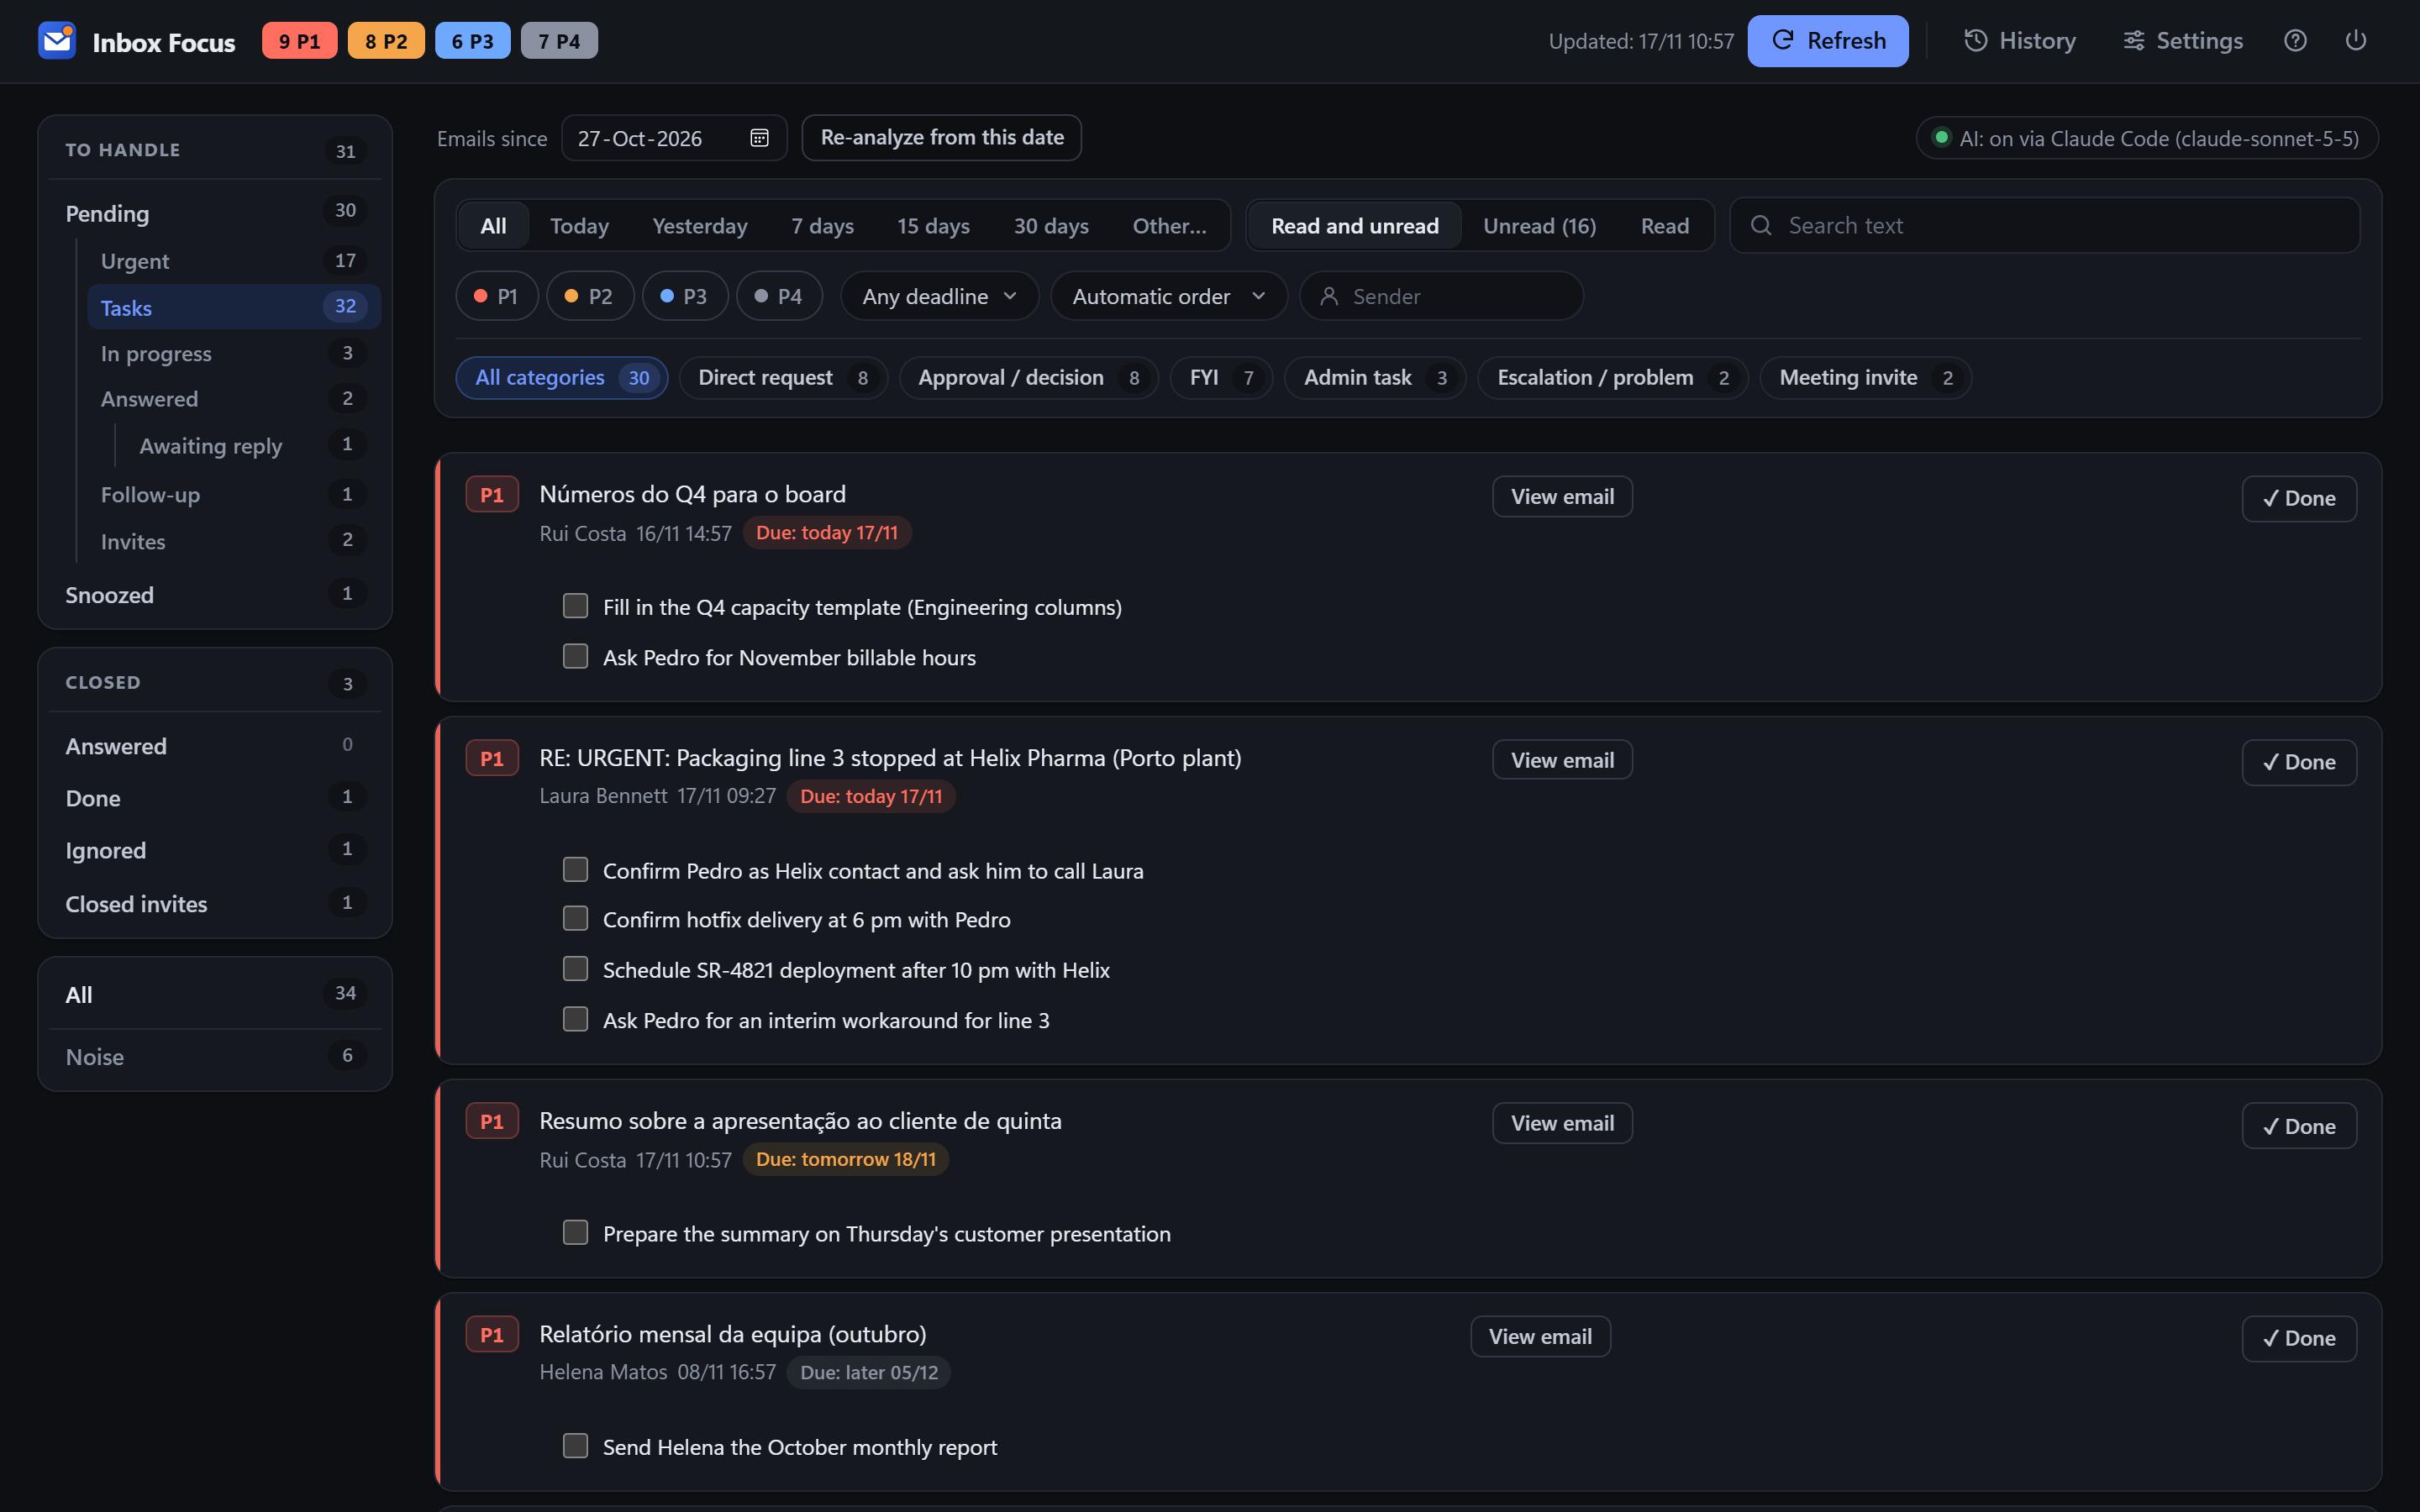 Inbox Focus 9 P1 8 P2 6 P3 7 P4 Updated: 17/11 10:57 Refresh History Settings
TO HANDLE 31
Pending 30
Urgent 17
Tasks 32
In progress 3
Answered 2
Awaiting reply 1
Follow-up 1
Invites 2
Snoozed 1
CLOSED 3
Answered 0
Done 1
Ignored 1
Closed invites 1
All 34
Noise 6
Emails since 27-Oct-2026 Re-analyze from this date AI: on via Claude Code (claude-sonnet-5-5)
All Today Yesterday 7 days 15 days 30 days Other... Read and unread Unread (16) Read Search text
P1 P2 P3 P4 Any deadline Automatic order Sender
All categories 30 Direct request 8 Approval / decision 8 FYI 7 Admin task 3 Escalation / problem 2 Meeting invite 2
P1 Números do Q4 para o board View email ✓ Done
Rui Costa 16/11 14:57 Due: today 17/11
Fill in the Q4 capacity template (Engineering columns)
Ask Pedro for November billable hours
P1 RE: URGENT: Packaging line 3 stopped at Helix Pharma (Porto plant) View email ✓ Done
Laura Bennett 17/11 09:27 Due: today 17/11
Confirm Pedro as Helix contact and ask him to call Laura
Confirm hotfix delivery at 6 pm with Pedro
Schedule SR-4821 deployment after 10 pm with Helix
Ask Pedro for an interim workaround for line 3
P1 Resumo sobre a apresentação ao cliente de quinta View email ✓ Done
Rui Costa 17/11 10:57 Due: tomorrow 18/11
Prepare the summary on Thursday's customer presentation
P1 Relatório mensal da equipa (outubro) View email ✓ Done
Helena Matos 08/11 16:57 Due: later 05/12
Send Helena the October monthly report